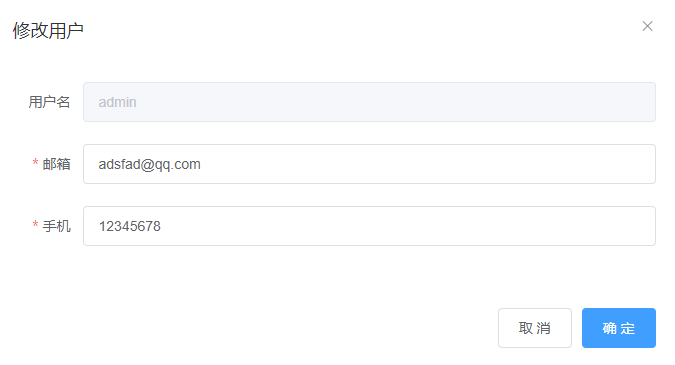 修改用户
用户名 admin
* 邮箱 adsfad@qq.com
* 手机 12345678
取 消 确 定